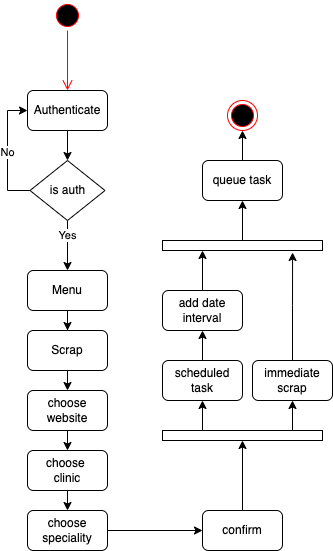 Authenticate
No
is auth
Yes
Menu
Scrap
choose
website
choose
clinic
choose
speciality
confirm
scheduled
task
immediate
scrap
add date
interval
queue task